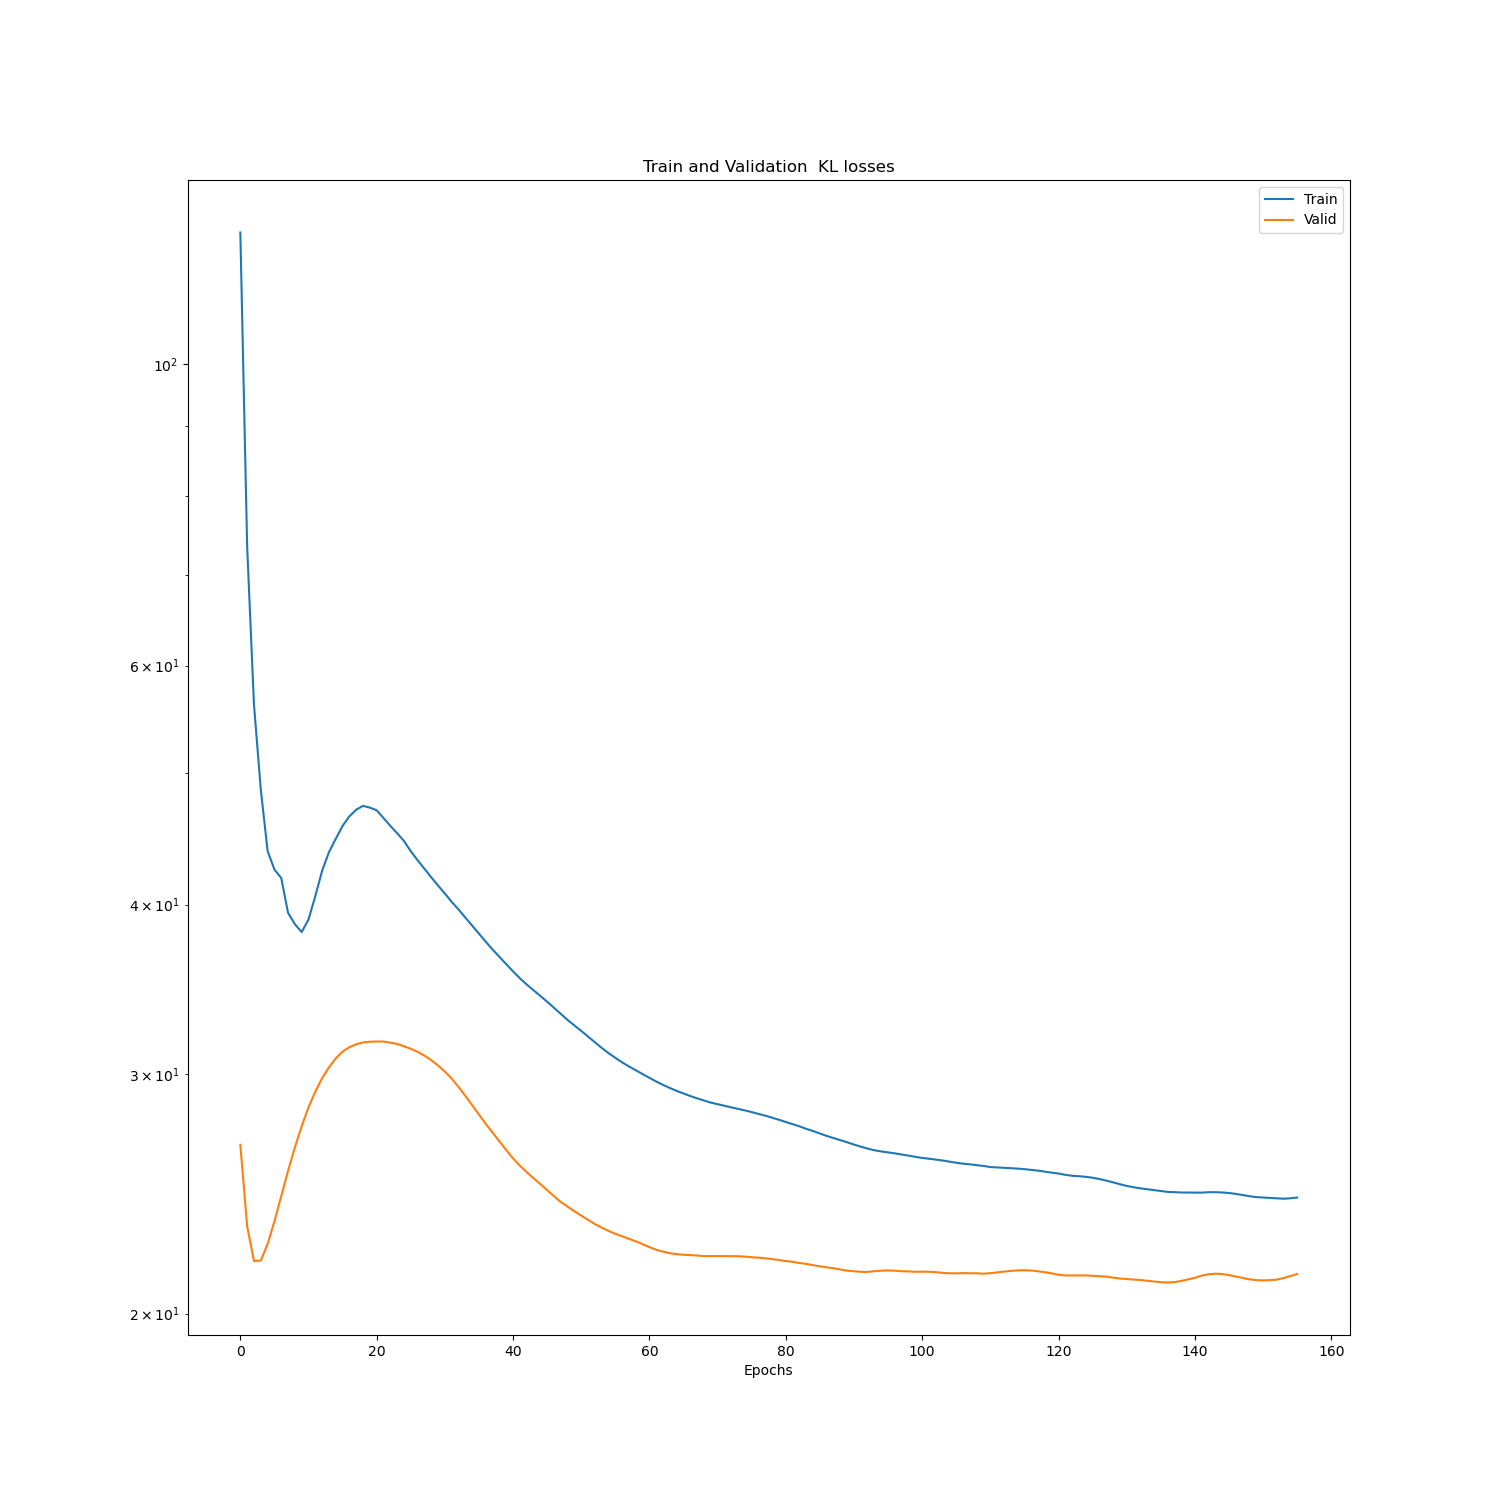 Train and Validation  KL losses
Train
Valid
10²
6 × 10¹
4 × 10¹
3 × 10¹
2 × 10¹
0 20 40 60 80 100 120 140 160
Epochs